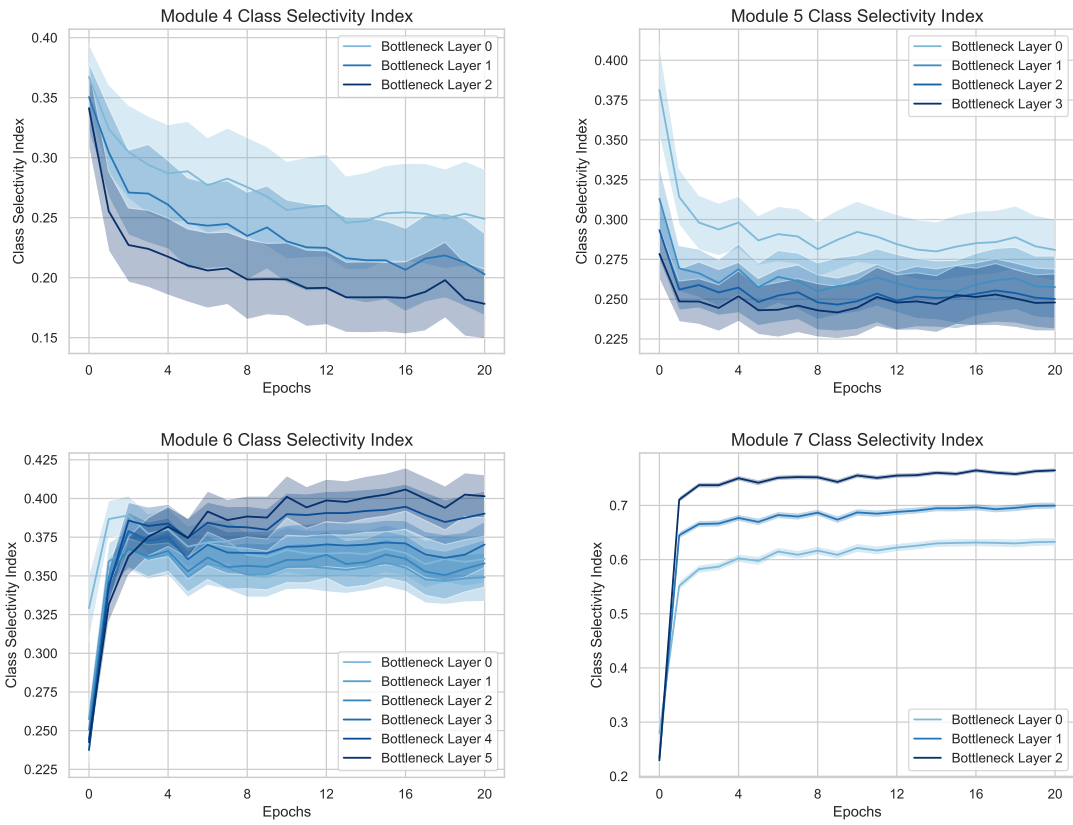 Module 4 Class Selectivity Index
Class Selectivity Index
0.40
0.35
0.30
0.25
0.20
0.15
Bottleneck Layer 0
Bottleneck Layer 1
Bottleneck Layer 2
0 4 8 12 16 20
Epochs
Module 5 Class Selectivity Index
Class Selectivity Index
0.400
0.375
0.350
0.325
0.300
0.275
0.250
0.225
Bottleneck Layer 0
Bottleneck Layer 1
Bottleneck Layer 2
Bottleneck Layer 3
0 4 8 12 16 20
Epochs
Module 6 Class Selectivity Index
Class Selectivity Index
0.425
0.400
0.375
0.350
0.325
0.300
0.275
0.250
0.225
Bottleneck Layer 0
Bottleneck Layer 1
Bottleneck Layer 2
Bottleneck Layer 3
Bottleneck Layer 4
Bottleneck Layer 5
0 4 8 12 16 20
Epochs
Module 7 Class Selectivity Index
Class Selectivity Index
0.7
0.6
0.5
0.4
0.3
0.2
Bottleneck Layer 0
Bottleneck Layer 1
Bottleneck Layer 2
0 4 8 12 16 20
Epochs